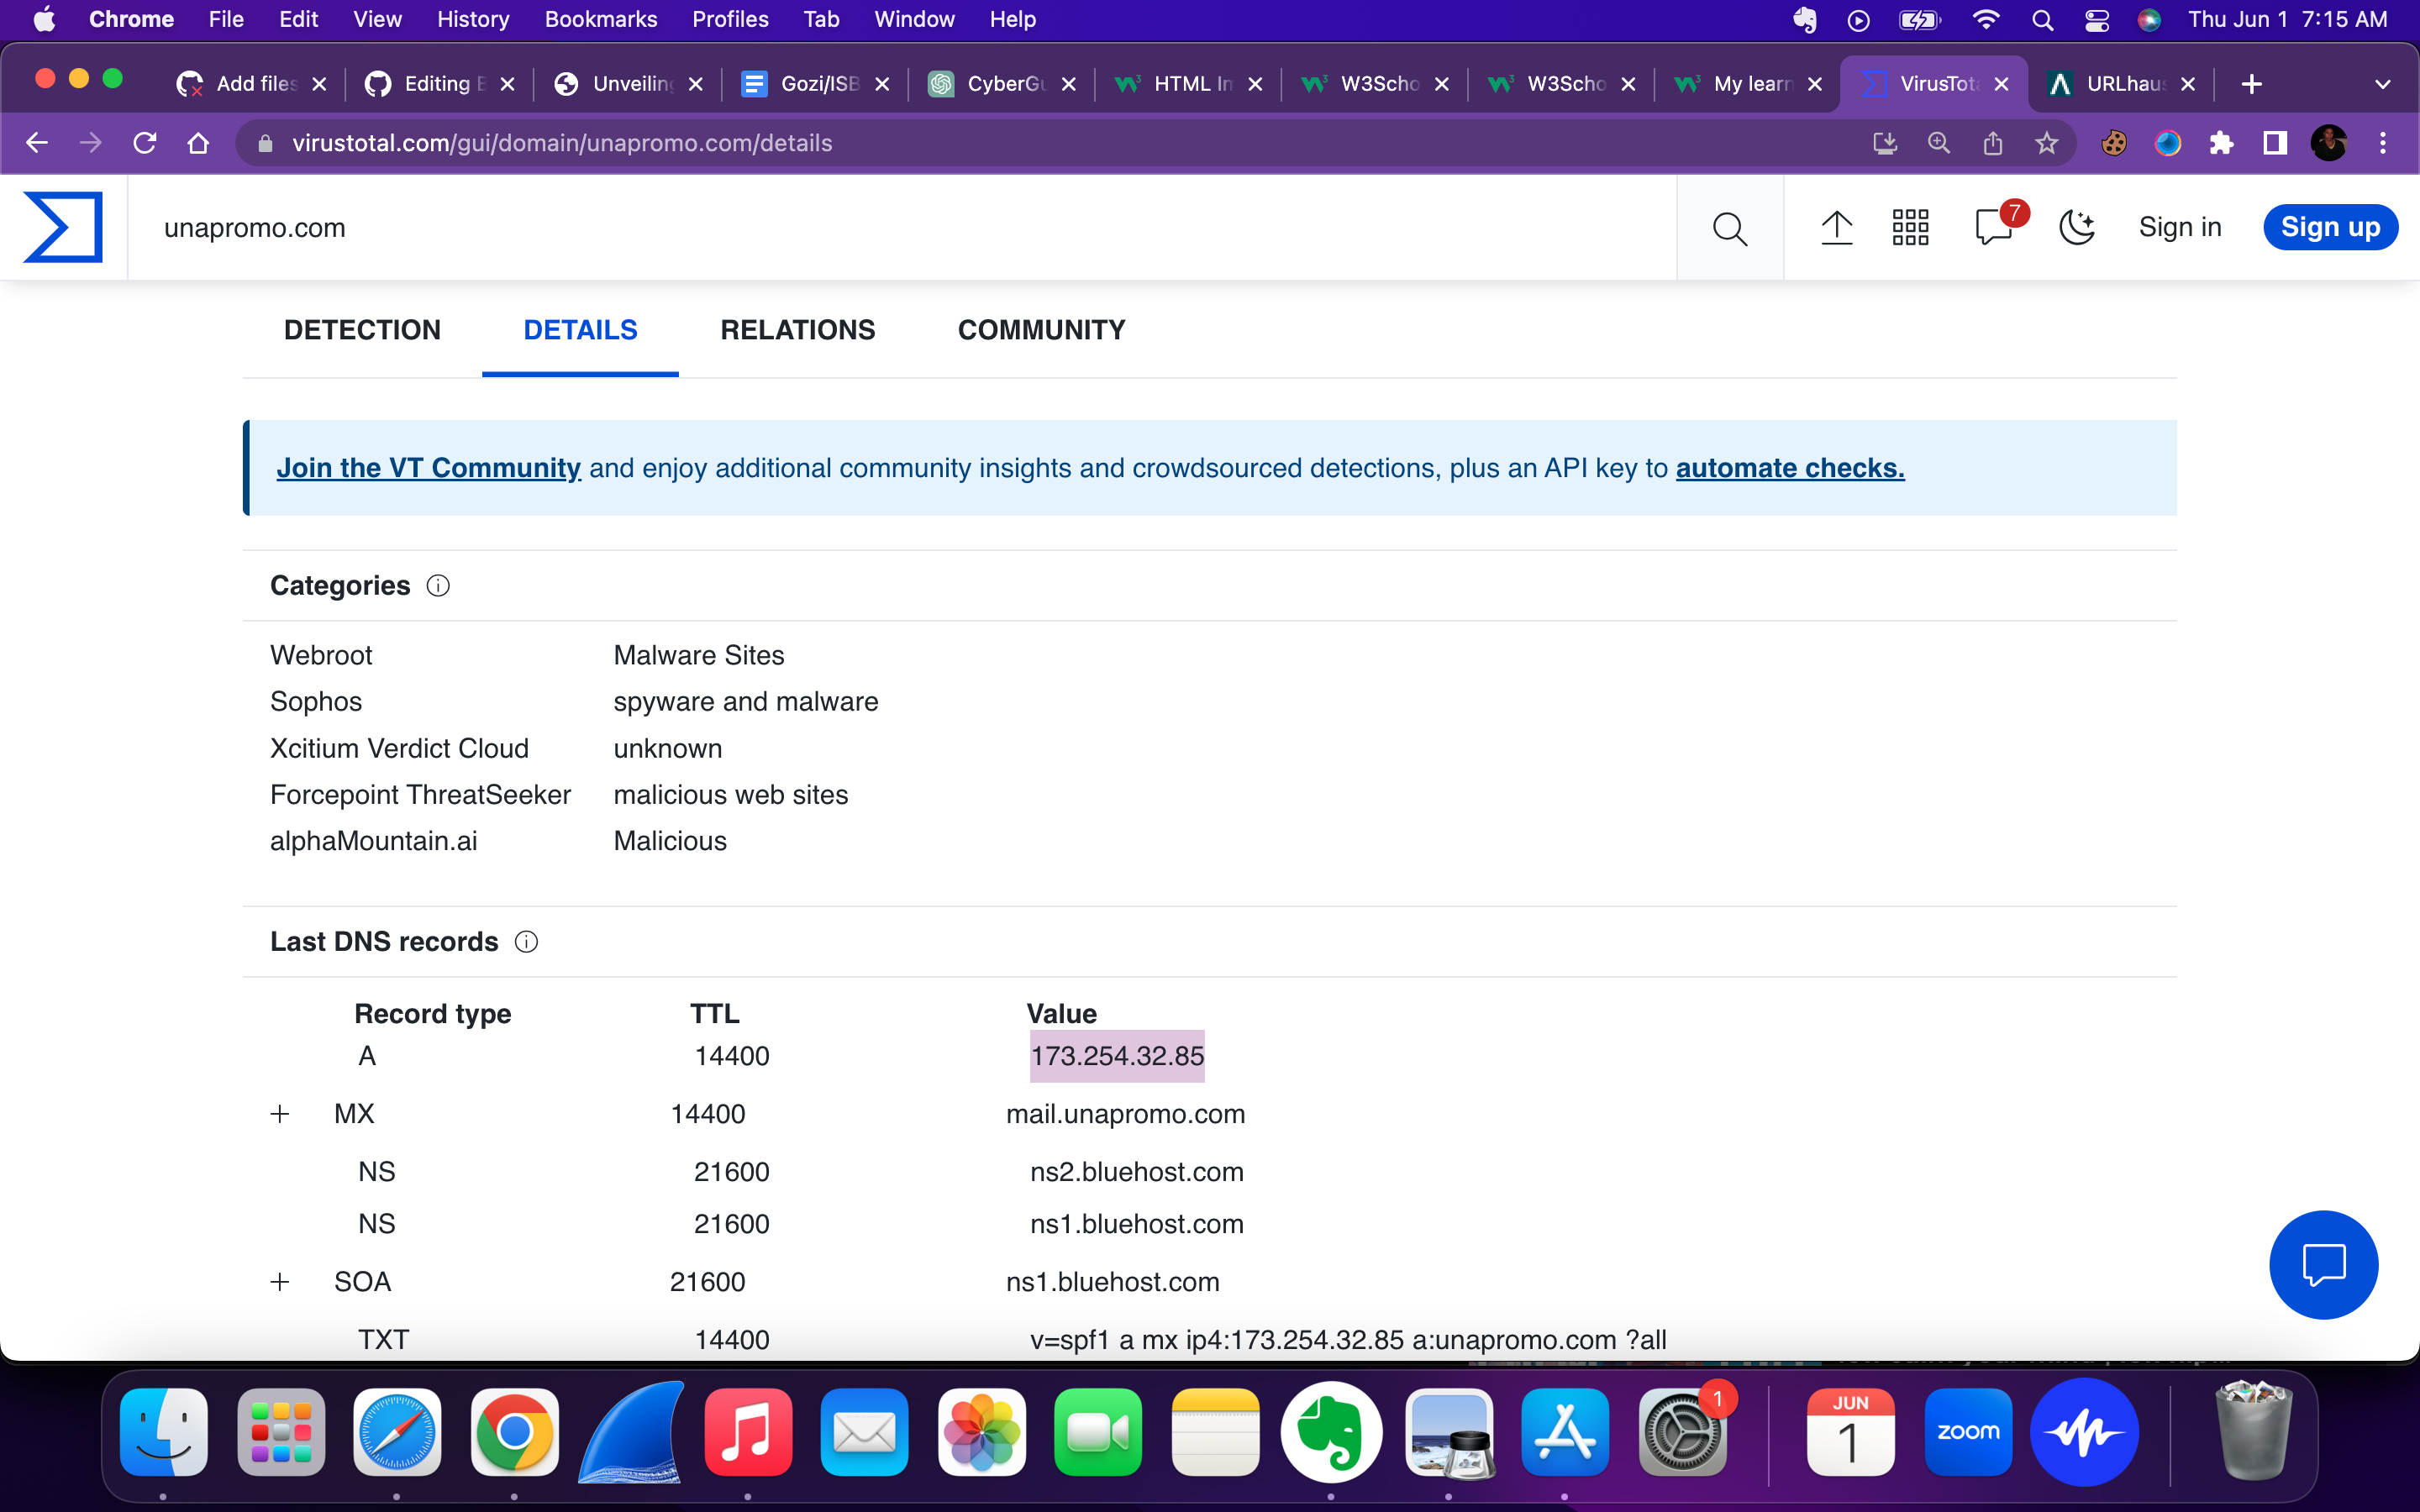 Chrome File Edit View History Bookmarks Profiles Tab Window Help Thu Jun 1 7:15 AM
Add files Editing E Unveiling Gozi/ISB CyberGu HTML Im W3Scho W3Scho My learn VirusTota URLhaus
virustotal.com/gui/domain/unapromo.com/details
unapromo.com 7 Sign in Sign up
DETECTION DETAILS RELATIONS COMMUNITY
Join the VT Community and enjoy additional community insights and crowdsourced detections, plus an API key to automate checks.
Categories
Webroot Malware Sites
Sophos spyware and malware
Xcitium Verdict Cloud unknown
Forcepoint ThreatSeeker malicious web sites
alphaMountain.ai Malicious
Last DNS records
Record type TTL Value
A 14400 173.254.32.85
+ MX 14400 mail.unapromo.com
NS 21600 ns2.bluehost.com
NS 21600 ns1.bluehost.com
+ SOA 21600 ns1.bluehost.com
TXT 14400 v=spf1 a mx ip4:173.254.32.85 a:unapromo.com ?all
1
JUN
1
zoom